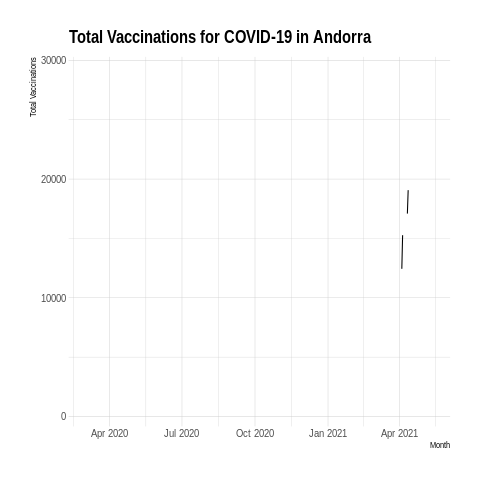 Total Vaccinations for COVID-19 in Andorra
Total Vaccinations
30000
20000
10000
0
Apr 2020 Jul 2020 Oct 2020 Jan 2021 Apr 2021
Month